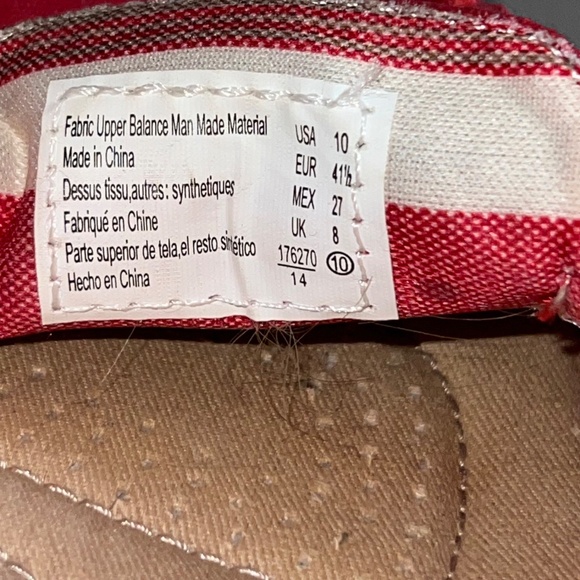 Fabric Upper Balance Man Made Material
Made in China
Dessus tissu,autres: synthetiques
Fabriqué en Chine
Parte superior de tela,el resto sinético
Hecho en China
USA 10
EUR 41½
MEX 27
UK 8
176270 10
14